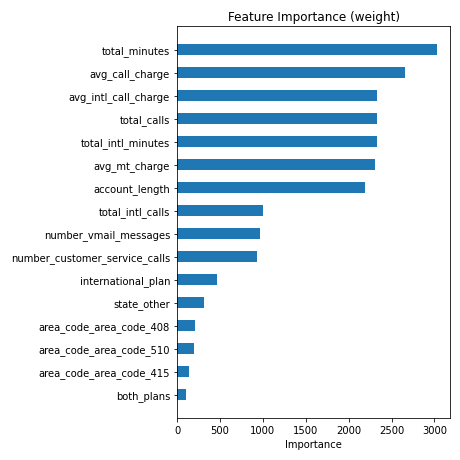 Feature Importance (weight)
total_minutes
avg_call_charge
avg_intl_call_charge
total_calls
total_intl_minutes
avg_mt_charge
account_length
total_intl_calls
number_vmail_messages
number_customer_service_calls
international_plan
state_other
area_code_area_code_408
area_code_area_code_510
area_code_area_code_415
both_plans
0 500 1000 1500 2000 2500 3000
Importance